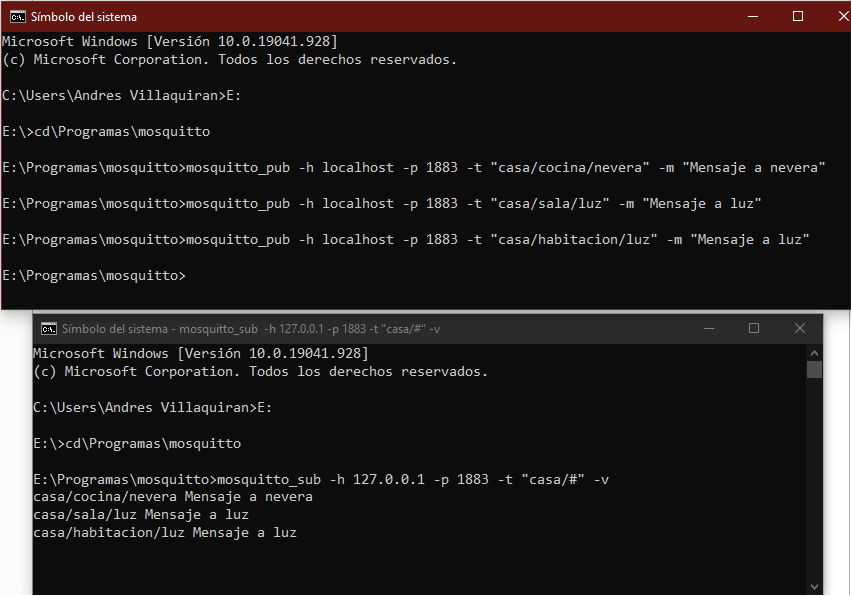 Símbolo del sistema
Microsoft Windows [Versión 10.0.19041.928]
(c) Microsoft Corporation. Todos los derechos reservados.
C:\Users\Andres Villaquiran>E:
E:\>cd\Programas\mosquitto
E:\Programas\mosquitto>mosquitto_pub -h localhost -p 1883 -t "casa/cocina/nevera" -m "Mensaje a nevera"
E:\Programas\mosquitto>mosquitto_pub -h localhost -p 1883 -t "casa/sala/luz" -m "Mensaje a luz"
E:\Programas\mosquitto>mosquitto_pub -h localhost -p 1883 -t "casa/habitacion/luz" -m "Mensaje a luz"
E:\Programas\mosquitto>
Símbolo del sistema - mosquitto_sub -h 127.0.0.1 -p 1883 -t "casa/#" -v
Microsoft Windows [Versión 10.0.19041.928]
(c) Microsoft Corporation. Todos los derechos reservados.
C:\Users\Andres Villaquiran>E:
E:\>cd\Programas\mosquitto
E:\Programas\mosquitto>mosquitto_sub -h 127.0.0.1 -p 1883 -t "casa/#" -v
casa/cocina/nevera Mensaje a nevera
casa/sala/luz Mensaje a luz
casa/habitacion/luz Mensaje a luz